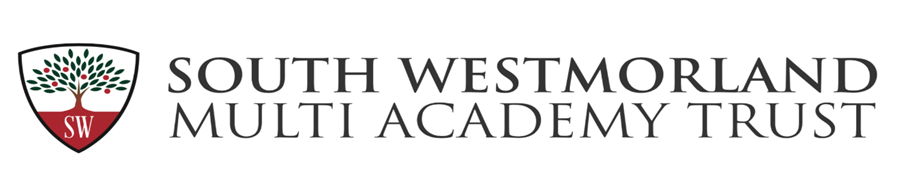 SW
SOUTH WESTMORLAND
MULTI ACADEMY TRUST